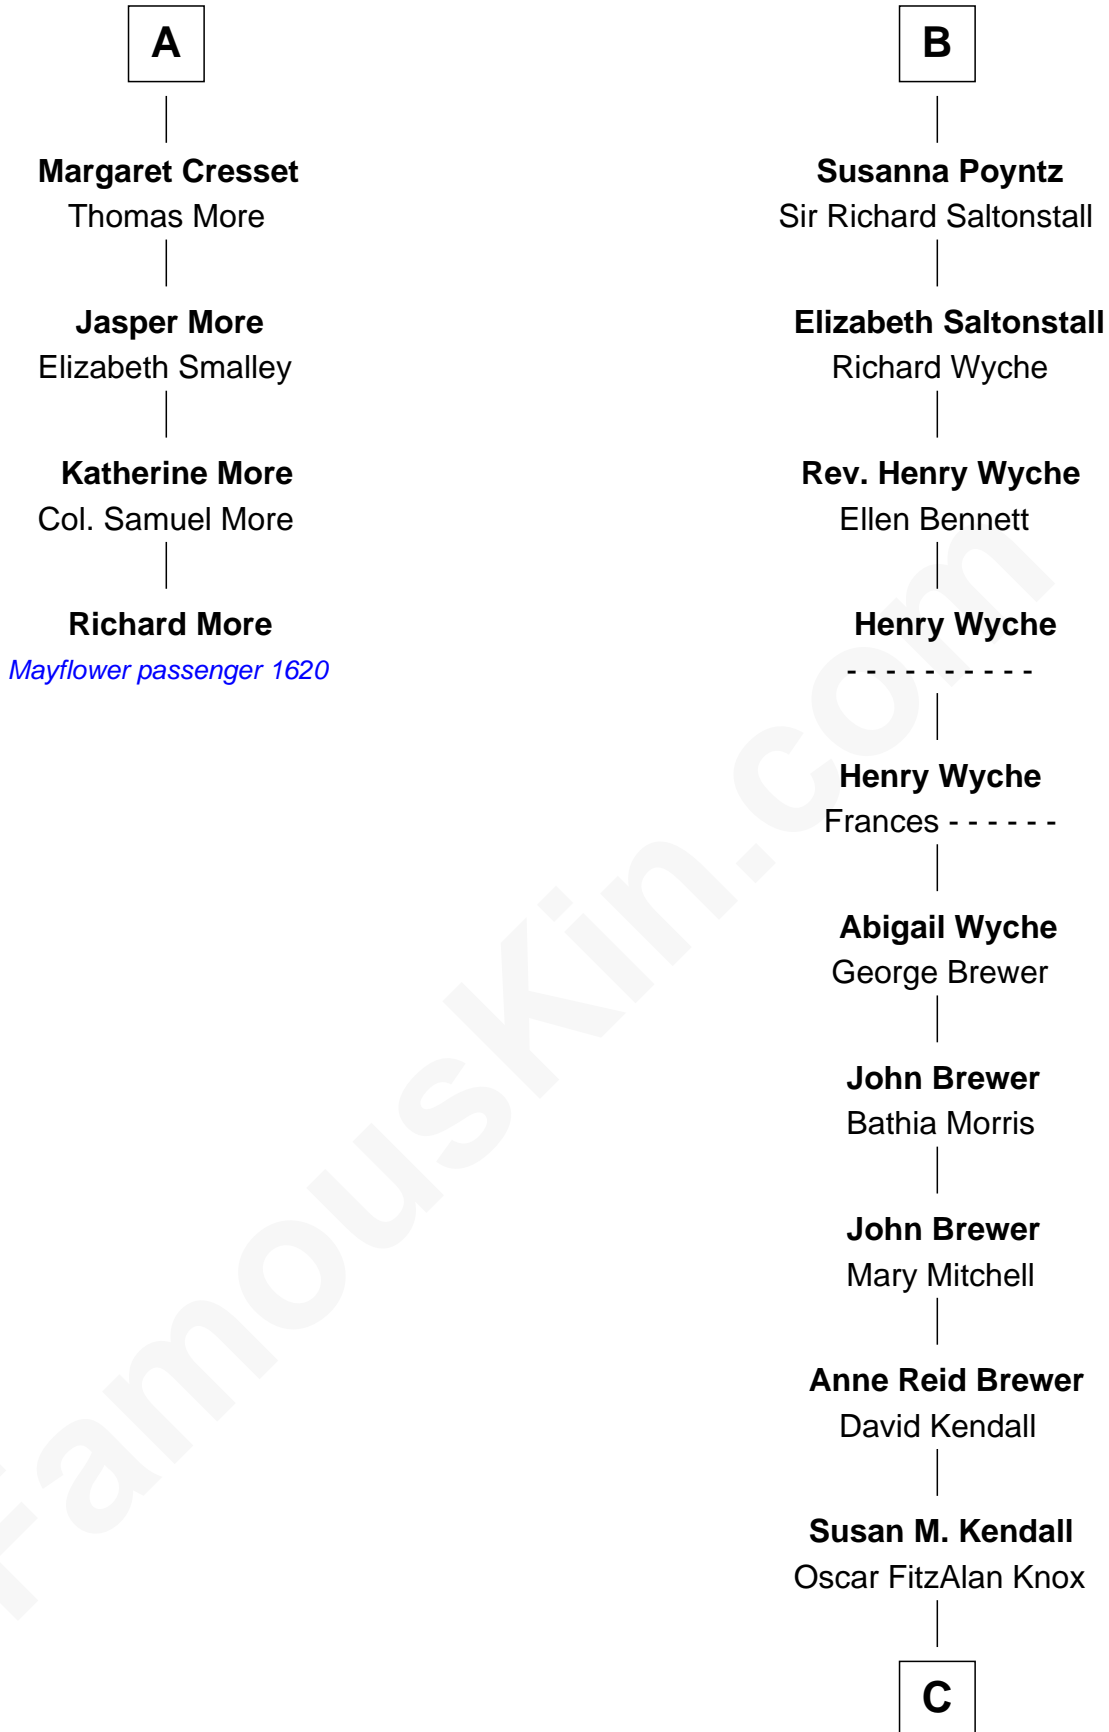 A
Margaret Cresset
Thomas More
Jasper More
Elizabeth Smalley
Katherine More
Col. Samuel More
Richard More
Mayflower passenger 1620
B
Susanna Poyntz
Sir Richard Saltonstall
Elizabeth Saltonstall
Richard Wyche
Rev. Henry Wyche
Ellen Bennett
Henry Wyche
- - - - - - - - - -
Henry Wyche
Frances - - - - - -
Abigail Wyche
George Brewer
John Brewer
Bathia Morris
John Brewer
Mary Mitchell
Anne Reid Brewer
David Kendall
Susan M. Kendall
Oscar FitzAlan Knox
C
FamousKin.com